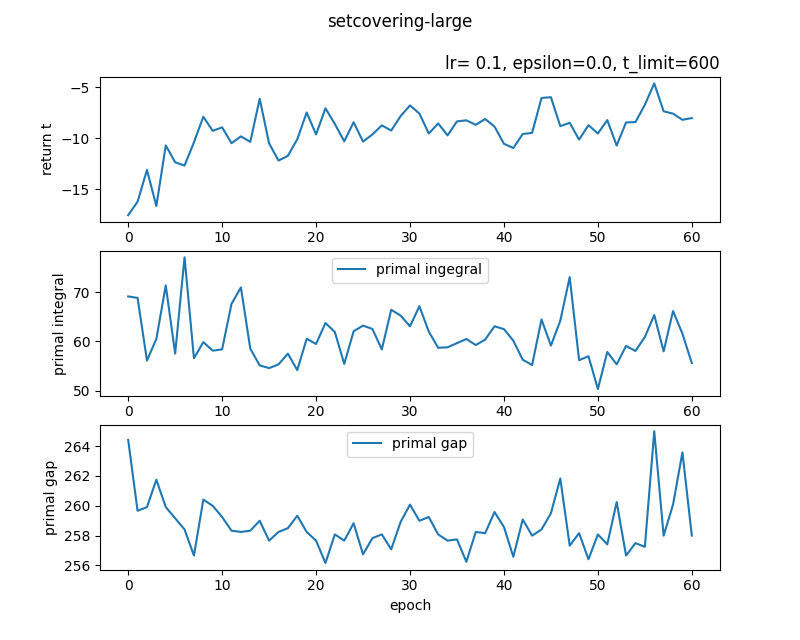 setcovering-large
lr= 0.1, epsilon=0.0, t_limit=600
return t
−5
−10
−15
0 10 20 30 40 50 60
primal integral
primal ingegral
70
60
50
0 10 20 30 40 50 60
primal gap
primal gap
264
262
260
258
256
0 10 20 30 40 50 60
epoch